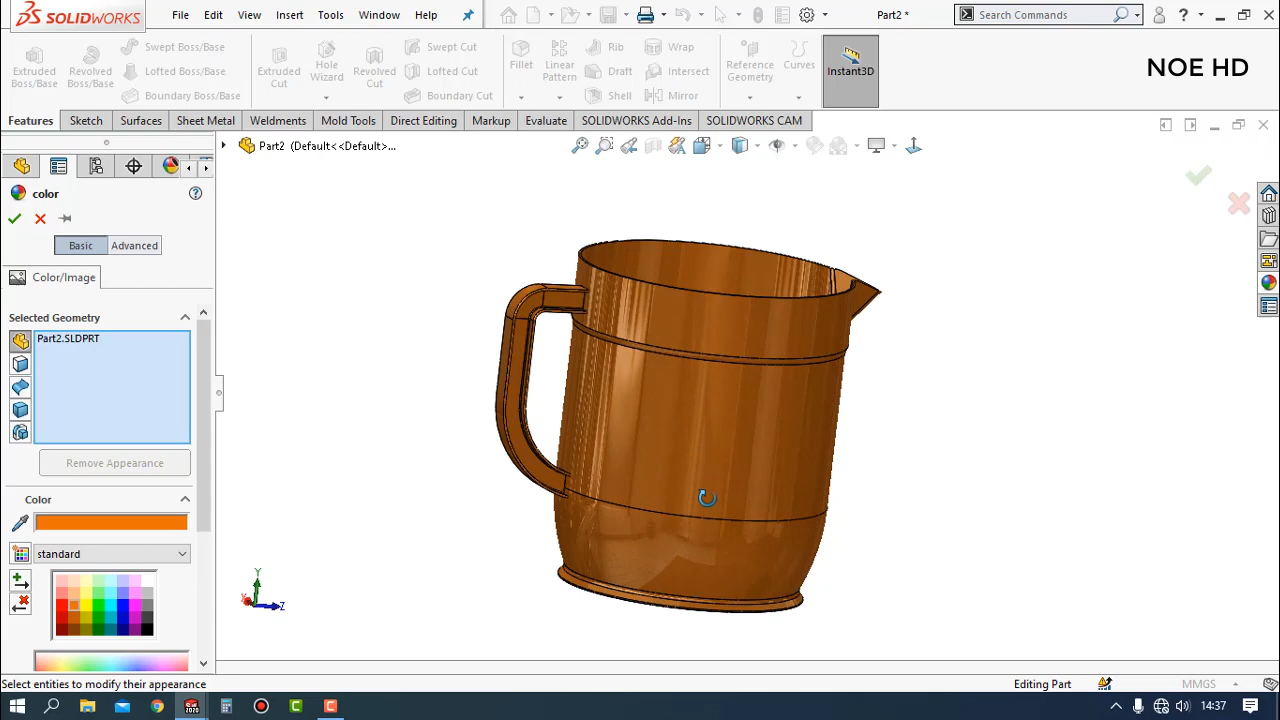 SOLIDWORKS File Edit View Insert Tools Window Help Part2 * Search Commands ?
NOE HD
Extruded Boss/Base
Revolved Boss/Base
Swept Boss/Base
Boundary Boss/Base
Extruded Cut
Hole Wizard
Revolved Cut
Swept Cut
Lofted Cut
Boundary Cut
Fillet
Linear Pattern
Rib
Draft
Shell
Wrap
Intersect
Mirror
Reference Geometry
Curves
Instant3D
Features Sketch Surfaces Sheet Metal Weldments Mold Tools Direct Editing Markup Evaluate SOLIDWORKS Add-Ins SOLIDWORKS CAM
Part2 (Default<<Default>...
color
Basic Advanced
Color/Image
Selected Geometry
Part2.SLDPRT
Remove Appearance
Color
standard
Y
X
Z
Select entities to modify their appearance Editing Part MMGS
14:37